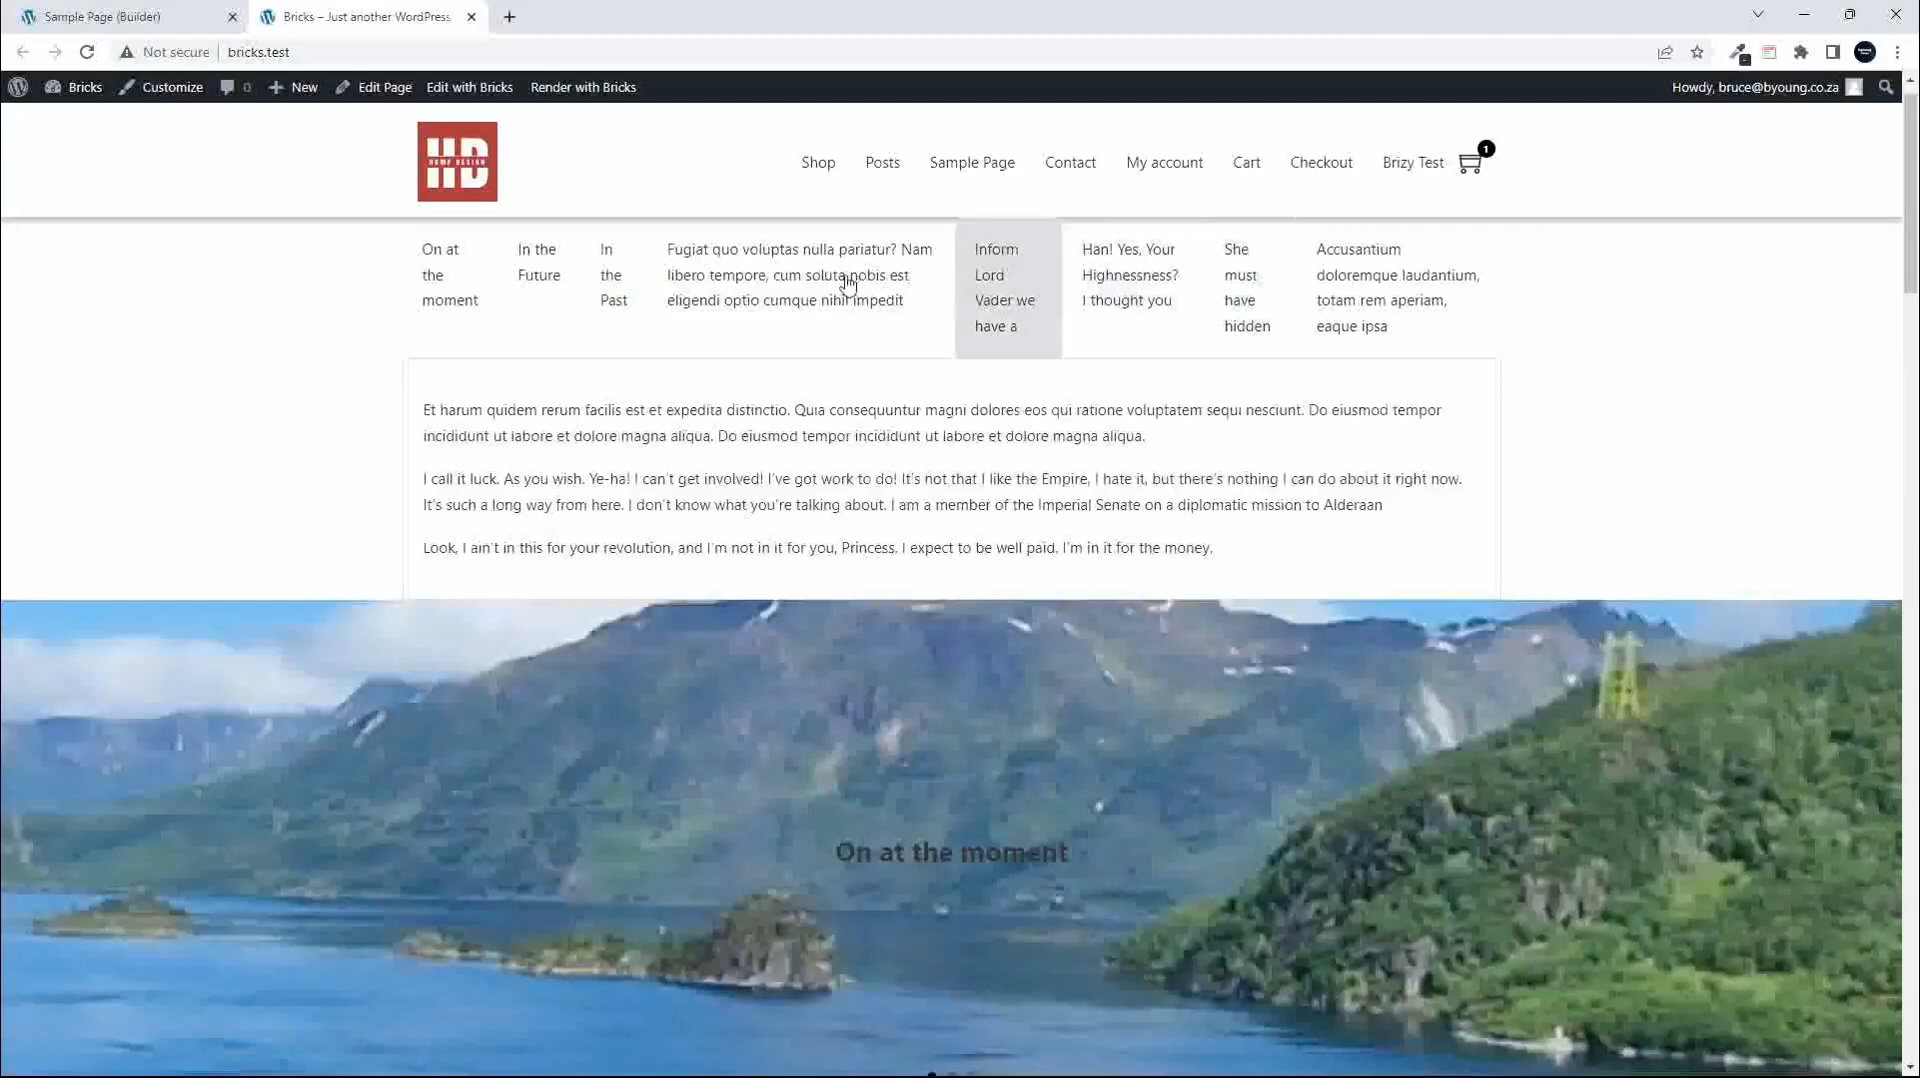 Sample Page (Builder)
Bricks – Just another WordPress
Not secure
bricks.test
Bricks
Customize
0
New
Edit Page
Edit with Bricks
Render with Bricks
Howdy, bruce@byoung.co.za
HD
HOME DESIGN
Shop
Posts
Sample Page
Contact
My account
Cart
Checkout
Brizy Test
1
On at
the
moment
In the
Future
In
the
Past
Fugiat quo voluptas nulla pariatur? Nam
libero tempore, cum soluta nobis est
eligendi optio cumque nihil impedit
Inform
Lord
Vader we
have a
Han! Yes, Your
Highnessness?
I thought you
She
must
have
hidden
Accusantium
doloremque laudantium,
totam rem aperiam,
eaque ipsa
Et harum quidem rerum facilis est et expedita distinctio. Quia consequuntur magni dolores eos qui ratione voluptatem sequi nesciunt. Do eiusmod tempor
incididunt ut labore et dolore magna aliqua. Do eiusmod tempor incididunt ut labore et dolore magna aliqua.
I call it luck. As you wish. Ye-ha! I can't get involved! I've got work to do! It's not that I like the Empire, I hate it, but there's nothing I can do about it right now.
It's such a long way from here. I don't know what you're talking about. I am a member of the Imperial Senate on a diplomatic mission to Alderaan
Look, I ain't in this for your revolution, and I'm not in it for you, Princess. I expect to be well paid. I'm in it for the money.
On at the moment